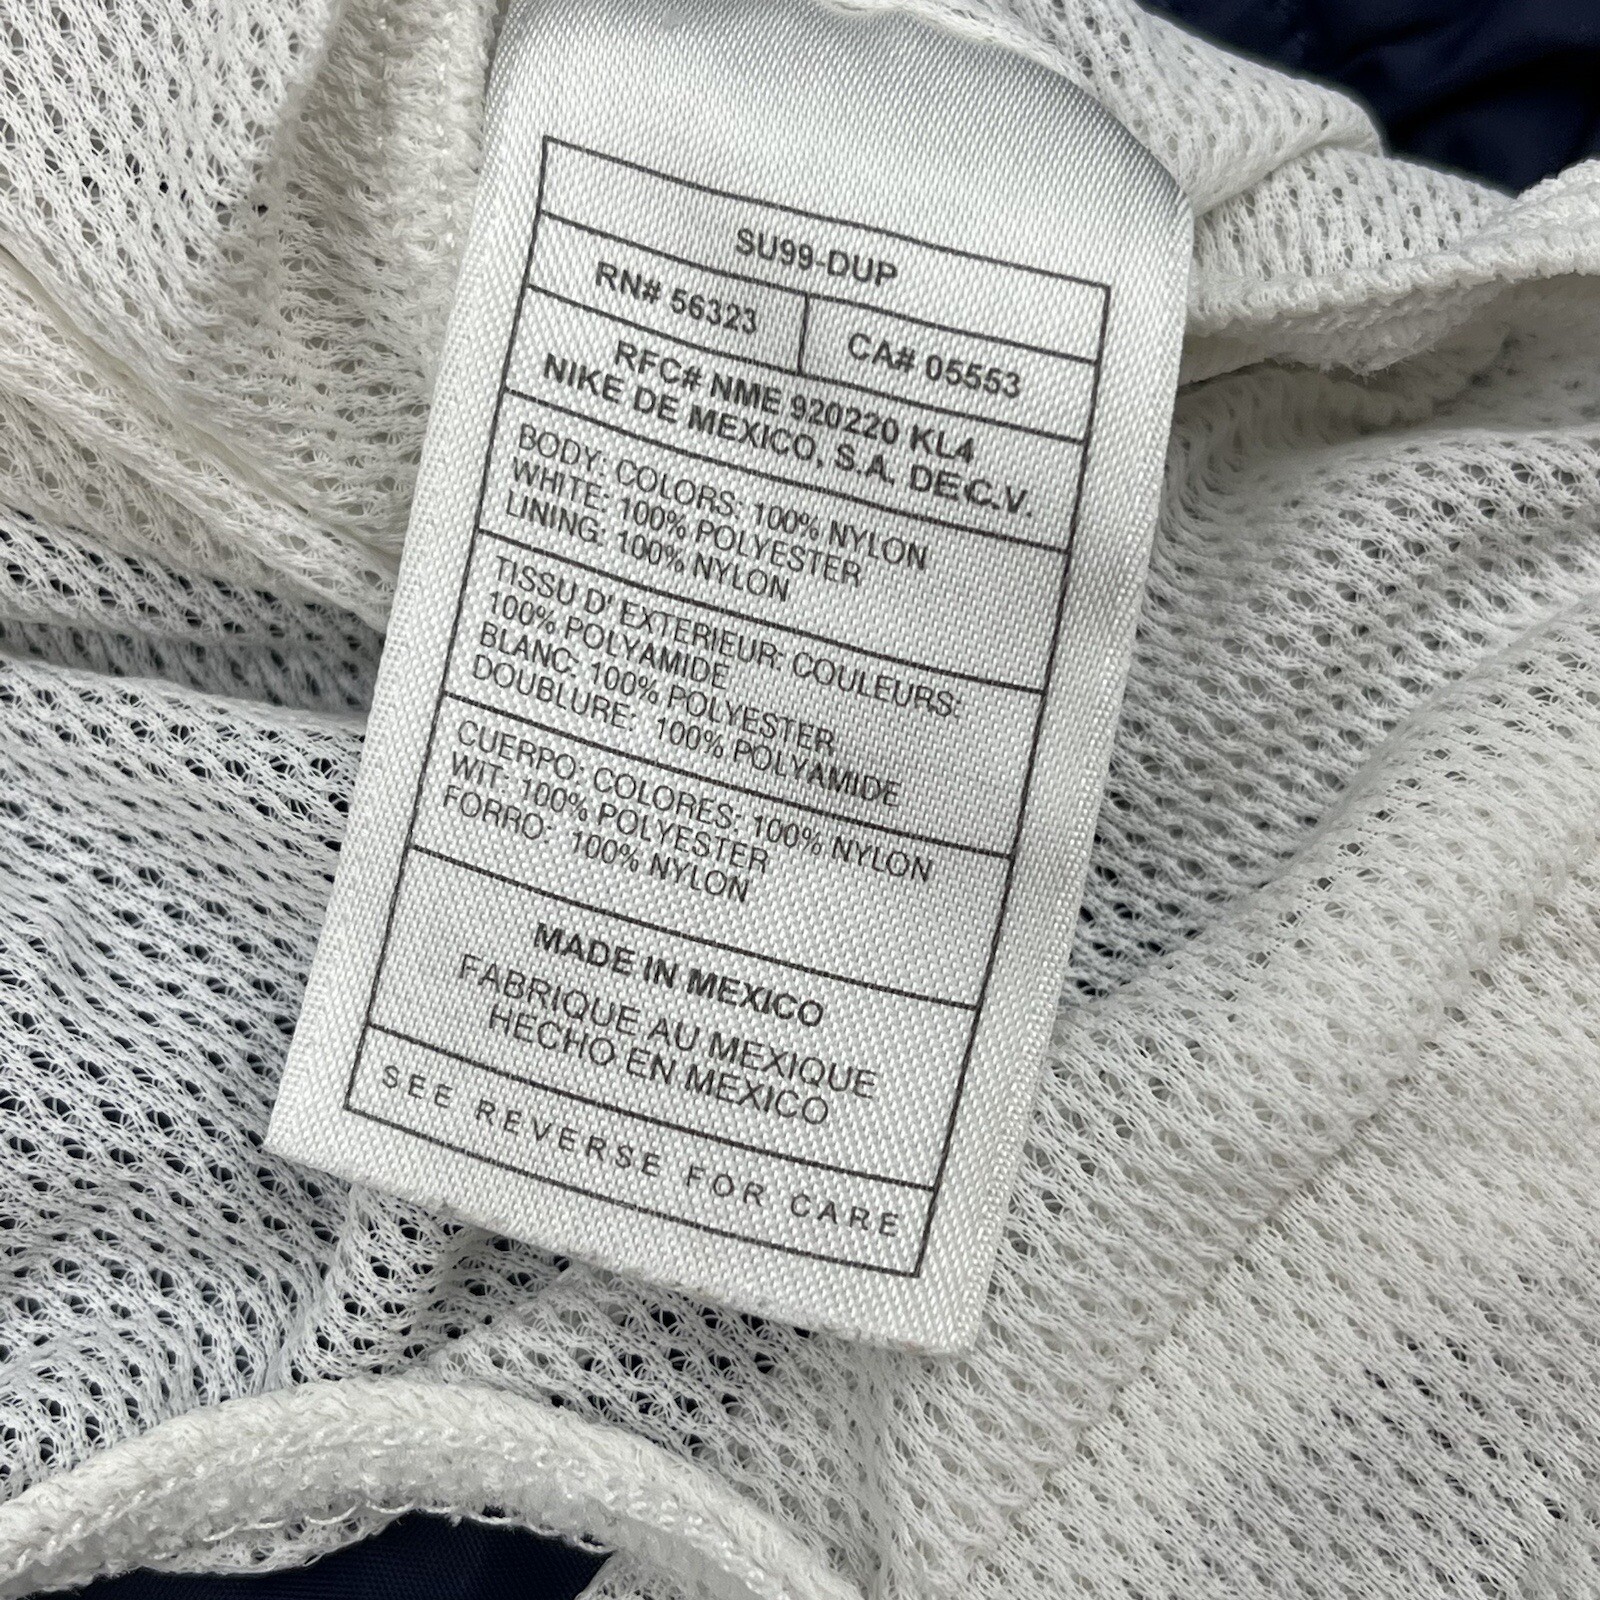 SU99-DUP
RN# 56323
CA# 05553
RFC# NME 920220 KL4
NIKE DE MEXICO, S.A. DE C.V.
BODY: COLORS: 100% NYLON
WHITE: 100% POLYESTER
LINING: 100% NYLON
TISSU D' EXTERIEUR: COULEURS:
100% POLYAMIDE
BLANC: 100% POLYESTER
DOUBLURE: 100% POLYAMIDE
CUERPO: COLORES: 100% NYLON
WIT: 100% POLYESTER
FORRO: 100% NYLON
MADE IN MEXICO
FABRIQUE AU MEXIQUE
HECHO EN MEXICO
SEE REVERSE FOR CARE